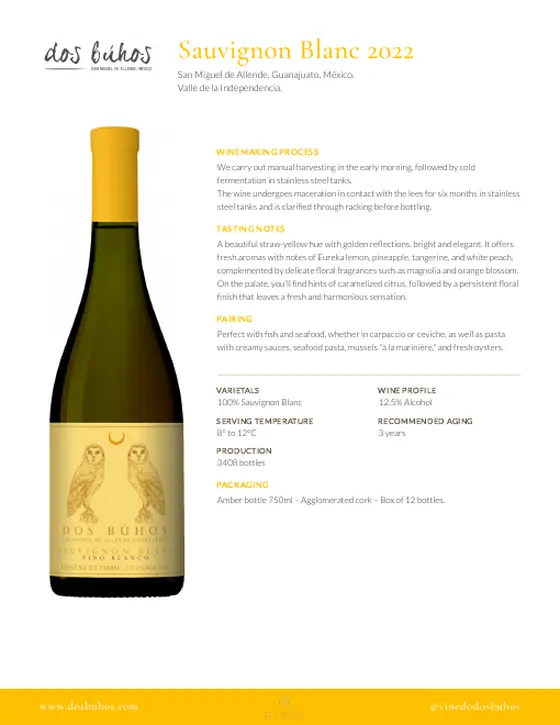 dos búhos
SAN MIGUEL DE ALLENDE, MEXICO
Sauvignon Blanc 2022
San Miguel de Allende, Guanajuato, México.
Valle de la Independencia.
WINEMAKING PROCESS
We carry out manual harvesting in the early morning, followed by cold
fermentation in stainless steel tanks.
The wine undergoes maceration in contact with the lees for six months in stainless
steel tanks and is clarified through racking before bottling.
TASTING NOTES
A beautiful straw-yellow hue with golden reflections, bright and elegant. It offers
fresh aromas with notes of Eureka lemon, pineapple, tangerine, and white peach;
complemented by delicate floral fragrances such as magnolia and orange blossom.
On the palate, you'll find hints of caramelized citrus, followed by a persistent floral
finish that leaves a fresh and harmonious sensation.
PAIRING
Perfect with fish and seafood, whether in carpaccio or ceviche, as well as pasta
with creamy sauces, seafood pasta, mussels "à la marinière," and fresh oysters.
VARIETALS
100% Sauvignon Blanc
WINE PROFILE
12.5% Alcohol
SERVING TEMPERATURE
8° to 12°C
RECOMMENDED AGING
3 years
PRODUCTION
3408 bottles
PACKAGING
Amber bottle 750ml – Agglomerated cork – Box of 12 bottles.
DOS BÚHOS
SAUVIGNON BLANC
VINO BLANCO
www.dosbuhos.com
@vinedodosbuhos